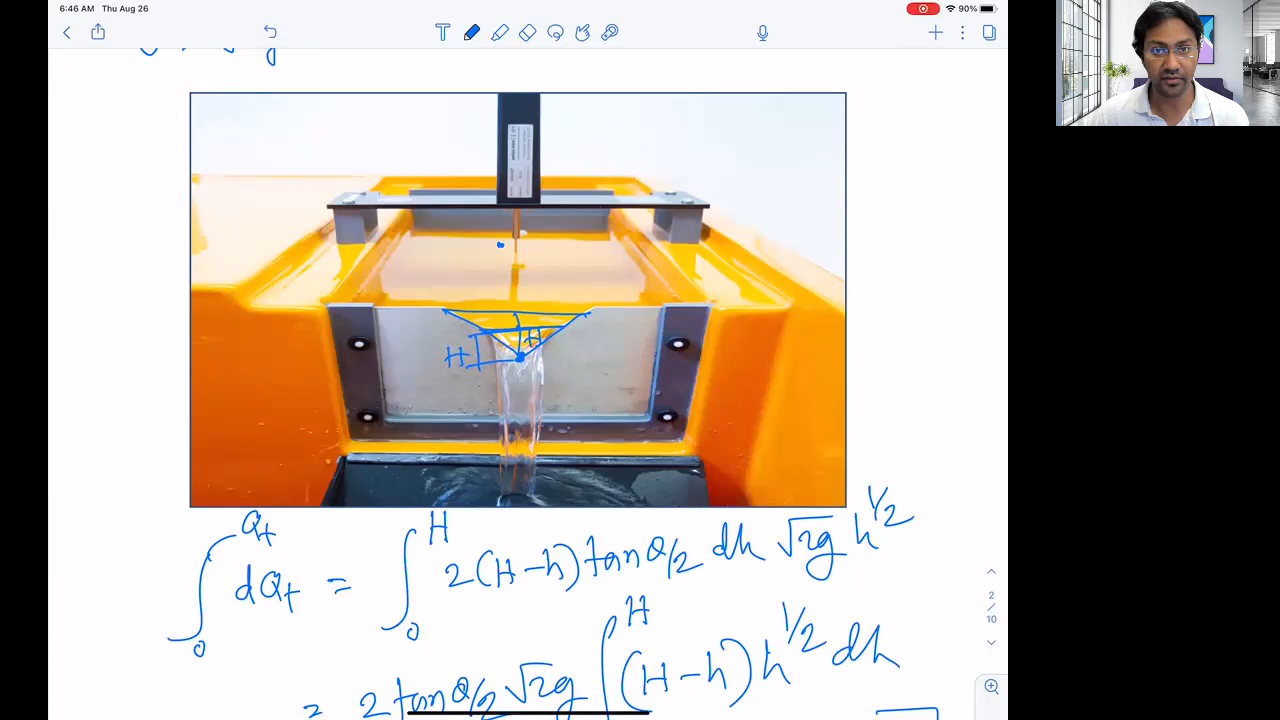 6:46 AM Thu Aug 26
90%
T
H
H
∫₀^{Qt} dQt = ∫₀^H 2(H-h) tan θ/2 dh √2g h^{1/2}
= 2 tan θ/2 √2g ∫^H (H-h) h^{1/2} dh
2
/
10